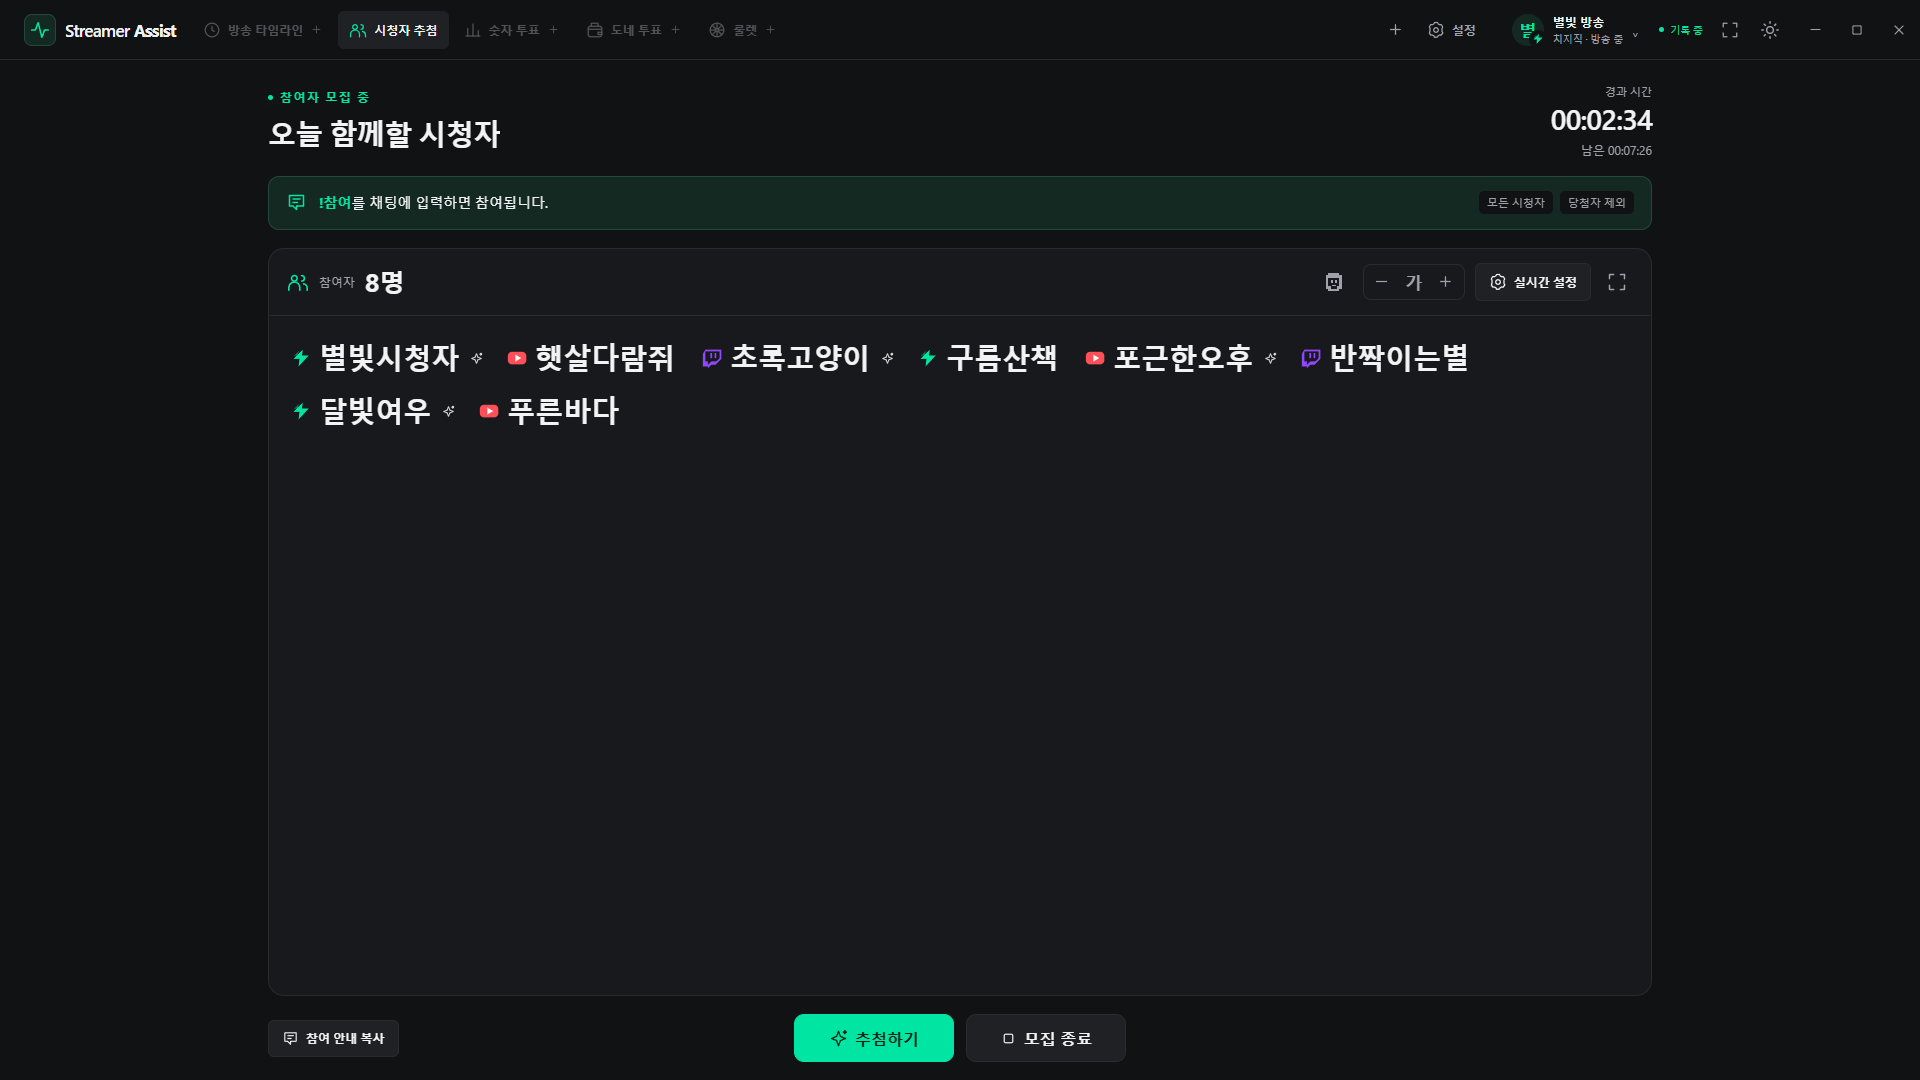 Streamer Assist
방송 타임라인 +
시청자 추첨
숫자 투표 +
도네 투표 +
룰렛 +
+
설정
별
별빛 방송
치지직 · 방송 중
기록 중
참여자 모집 중
오늘 함께할 시청자
경과 시간
00:02:34
남은 00:07:26
!참여를 채팅에 입력하면 참여됩니다.
모든 시청자
당첨자 제외
참여자 8명
− 가 +
실시간 설정
별빛시청자 햇살다람쥐 초록고양이 구름산책 포근한오후 반짝이는별
달빛여우 푸른바다
참여 안내 복사
추첨하기
모집 종료